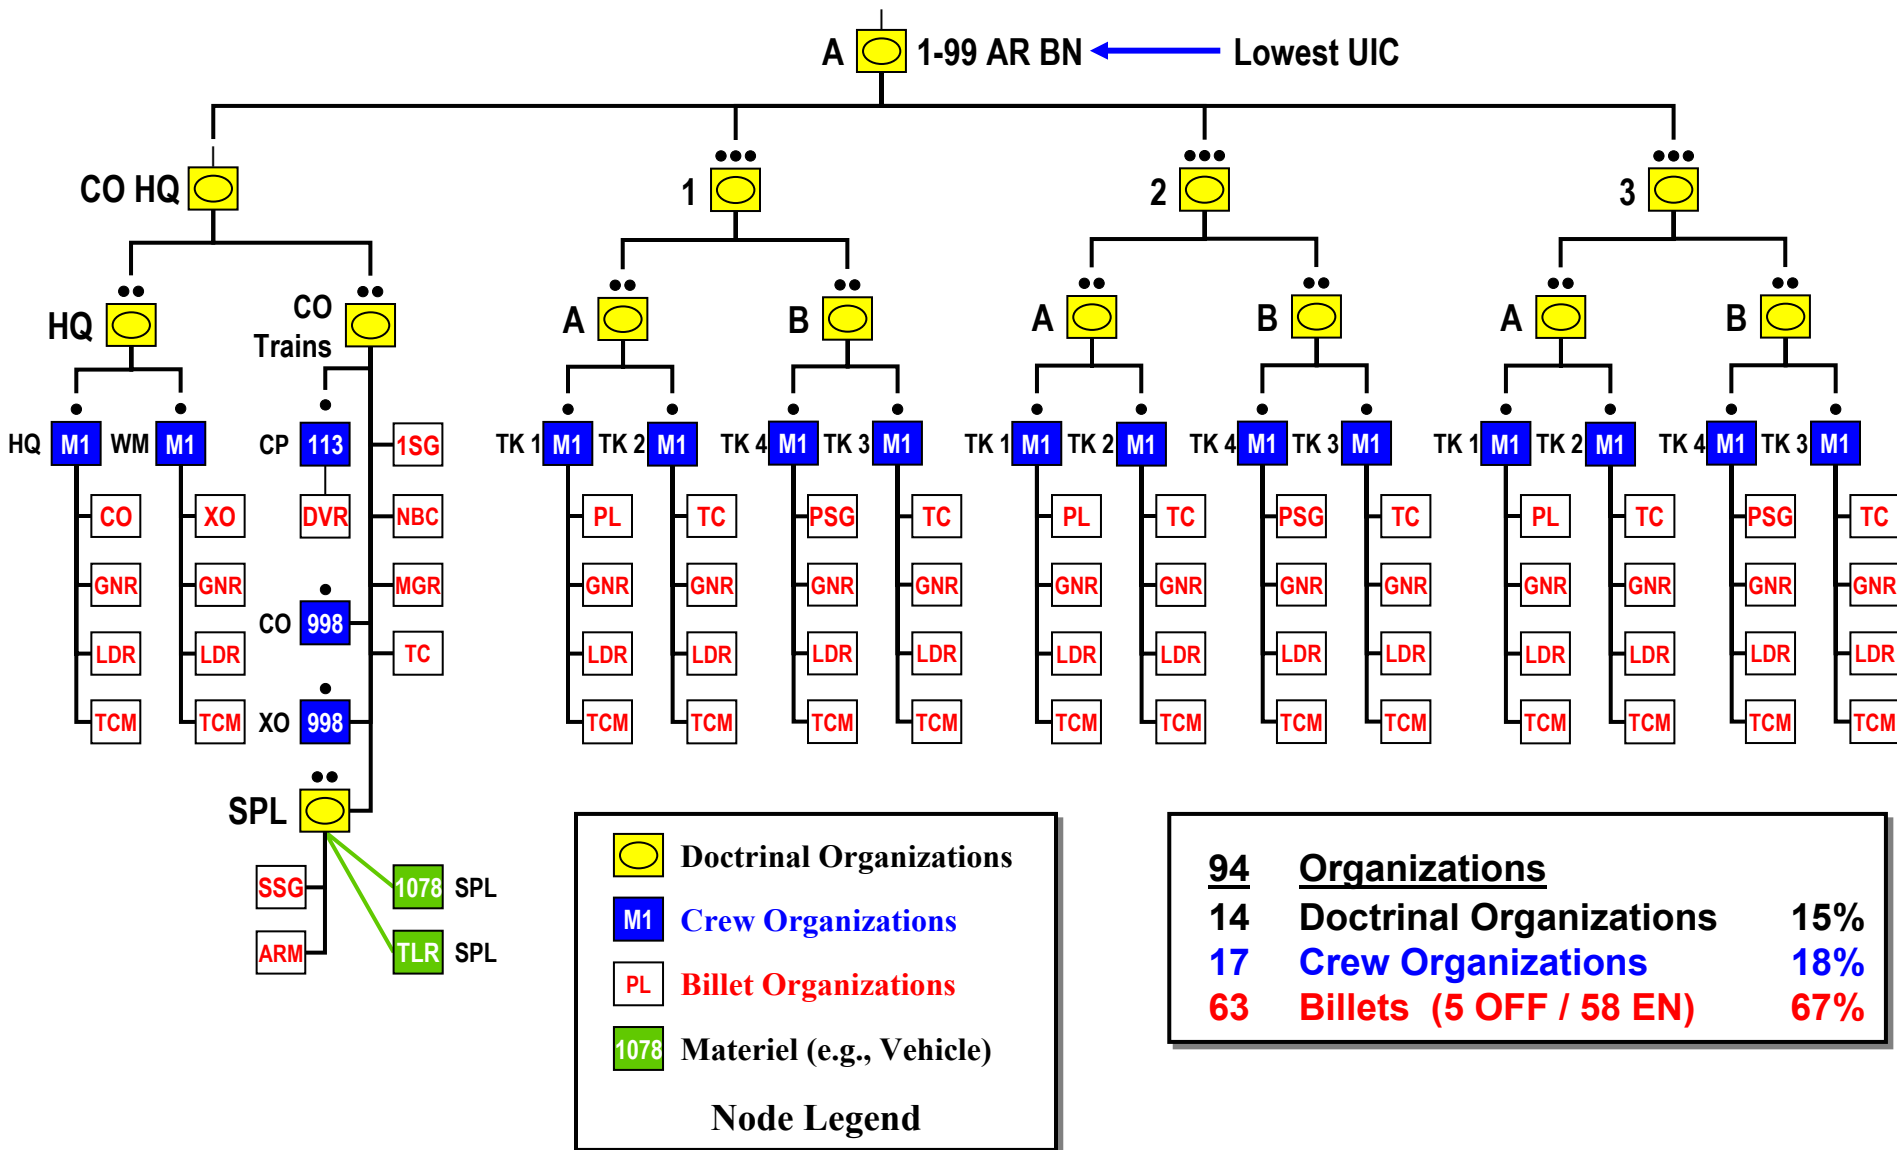 A 1-99 AR BN Lowest UIC
CO HQ 1 2 3
HQ CO Trains A B A B A B
HQ M1 WM M1 CP 113 1SG TK 1 M1 TK 2 M1 TK 4 M1 TK 3 M1 TK 1 M1 TK 2 M1 TK 4 M1 TK 3 M1 TK 1 M1 TK 2 M1 TK 4 M1 TK 3 M1
CO XO DVR NBC PL TC PSG TC PL TC PSG TC PL TC PSG TC
GNR GNR MGR GNR GNR GNR GNR GNR GNR GNR GNR GNR GNR GNR GNR
CO 998
LDR LDR TC LDR LDR LDR LDR LDR LDR LDR LDR LDR LDR LDR LDR
TCM TCM XO 998 TCM TCM TCM TCM TCM TCM TCM TCM TCM TCM TCM TCM
SPL
SSG 1078 SPL
ARM TLR SPL
Doctrinal Organizations
M1 Crew Organizations
PL Billet Organizations
1078 Materiel (e.g., Vehicle)
Node Legend
94 Organizations
14 Doctrinal Organizations 15%
17 Crew Organizations 18%
63 Billets (5 OFF / 58 EN) 67%